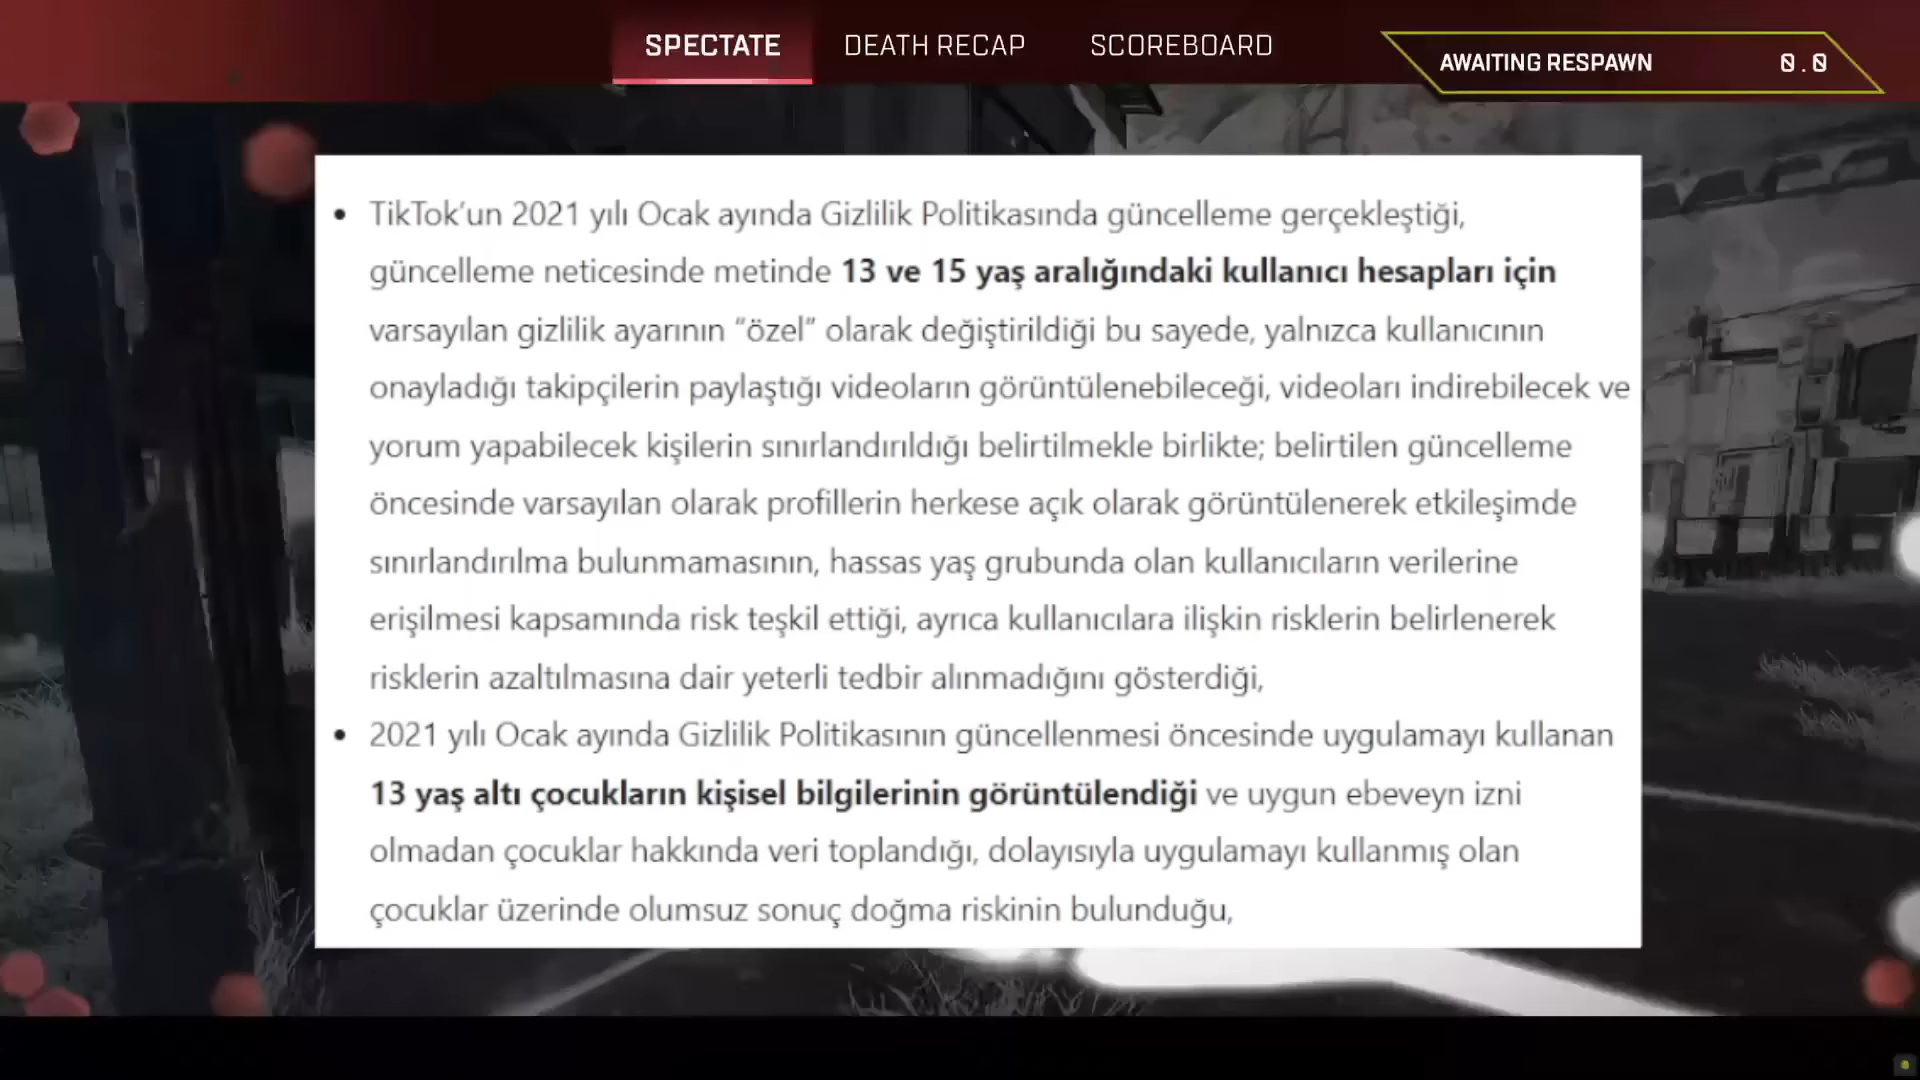 SPECTATE DEATH RECAP SCOREBOARD
AWAITING RESPAWN 0.0
• TikTok’un 2021 yılı Ocak ayında Gizlilik Politikasında güncelleme gerçekleştiği,
güncelleme neticesinde metinde 13 ve 15 yaş aralığındaki kullanıcı hesapları için
varsayılan gizlilik ayarının “özel” olarak değiştirildiği bu sayede, yalnızca kullanıcının
onayladığı takipçilerin paylaştığı videoların görüntülenebileceği, videoları indirebilecek ve
yorum yapabilecek kişilerin sınırlandırıldığı belirtilmekle birlikte; belirtilen güncelleme
öncesinde varsayılan olarak profillerin herkese açık olarak görüntülenerek etkileşimde
sınırlandırılma bulunmamasının, hassas yaş grubunda olan kullanıcıların verilerine
erişilmesi kapsamında risk teşkil ettiği, ayrıca kullanıcılara ilişkin risklerin belirlenerek
risklerin azaltılmasına dair yeterli tedbir alınmadığını gösterdiği,
• 2021 yılı Ocak ayında Gizlilik Politikasının güncellenmesi öncesinde uygulamayı kullanan
13 yaş altı çocukların kişisel bilgilerinin görüntülendiği ve uygun ebeveyn izni
olmadan çocuklar hakkında veri toplandığı, dolayısıyla uygulamayı kullanmış olan
çocuklar üzerinde olumsuz sonuç doğma riskinin bulunduğu,